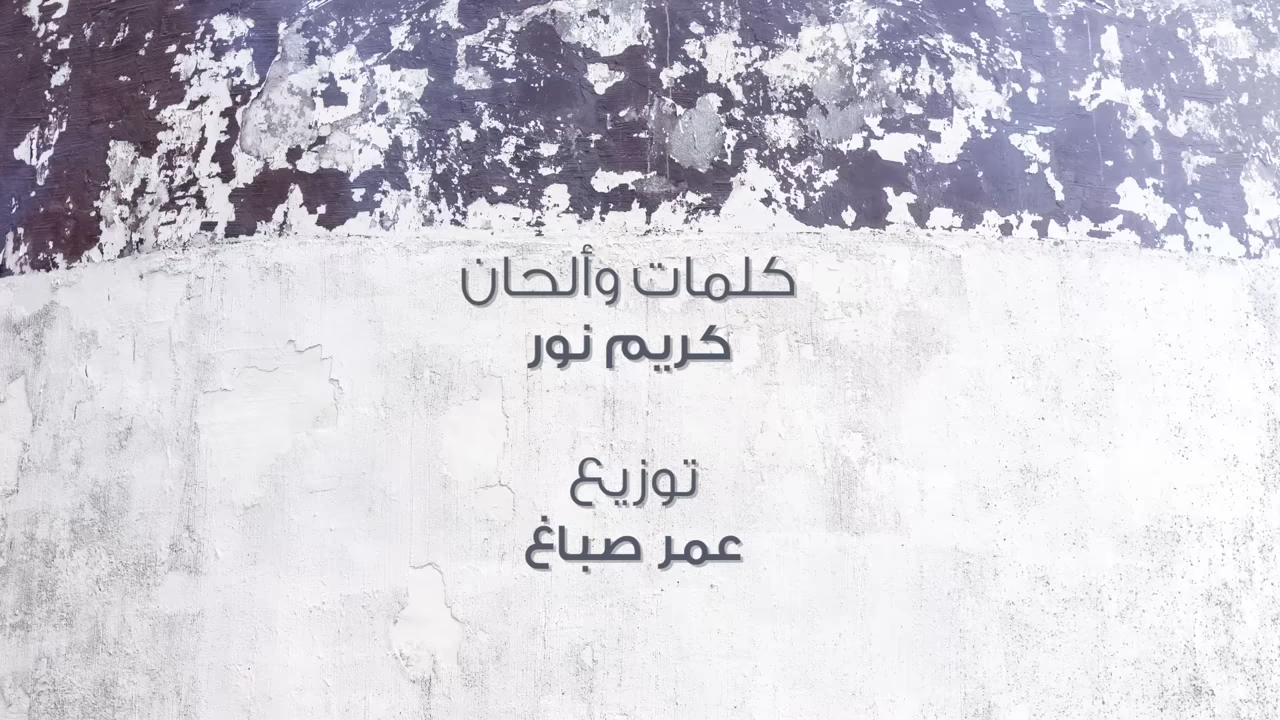 كلمات وألحان
كريم نور
توزيع
عمر صباغ